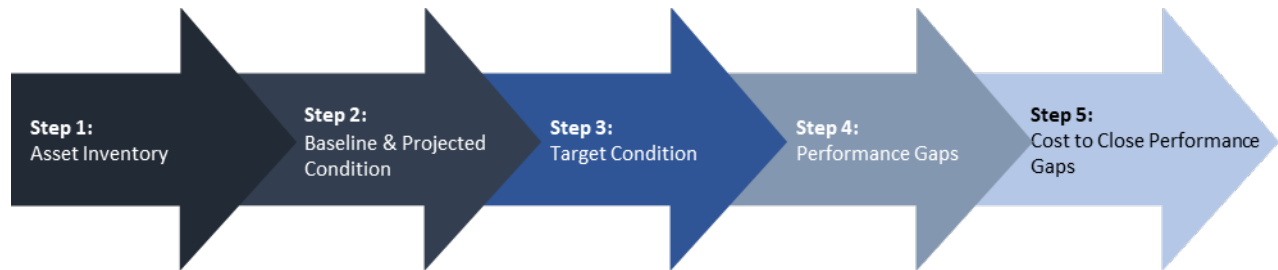 Step 1:
Asset Inventory
Step 2:
Baseline & Projected
Condition
Step 3:
Target Condition
Step 4:
Performance Gaps
Step 5:
Cost to Close Performance
Gaps